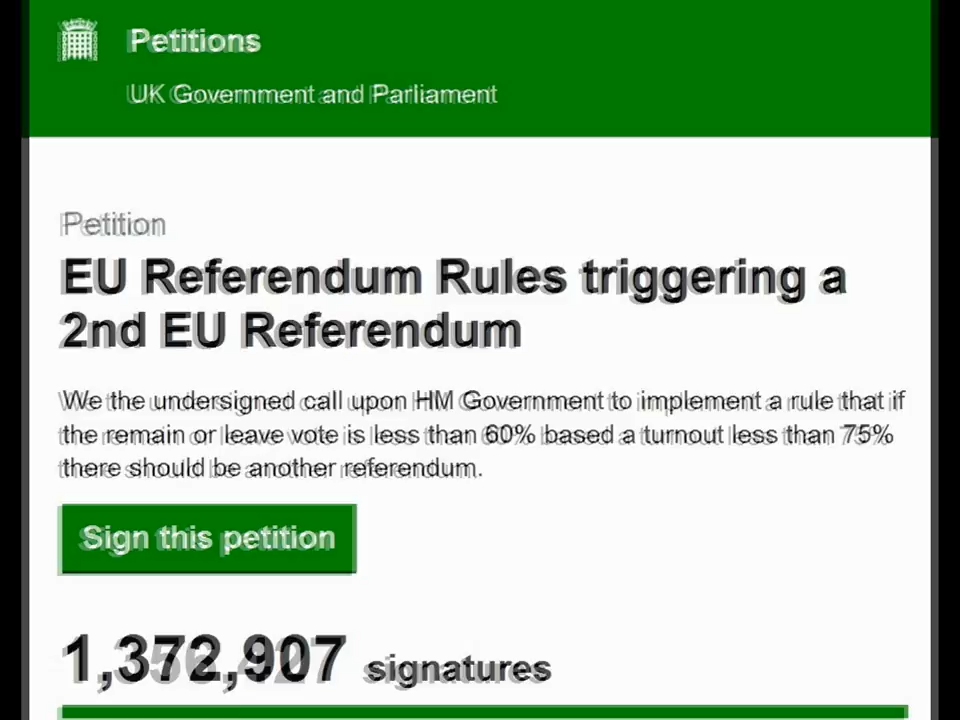 Petitions
UK Government and Parliament
Petition
EU Referendum Rules triggering a
2nd EU Referendum
We the undersigned call upon HM Government to implement a rule that if
the remain or leave vote is less than 60% based a turnout less than 75%
there should be another referendum.
Sign this petition
1,372,907 signatures